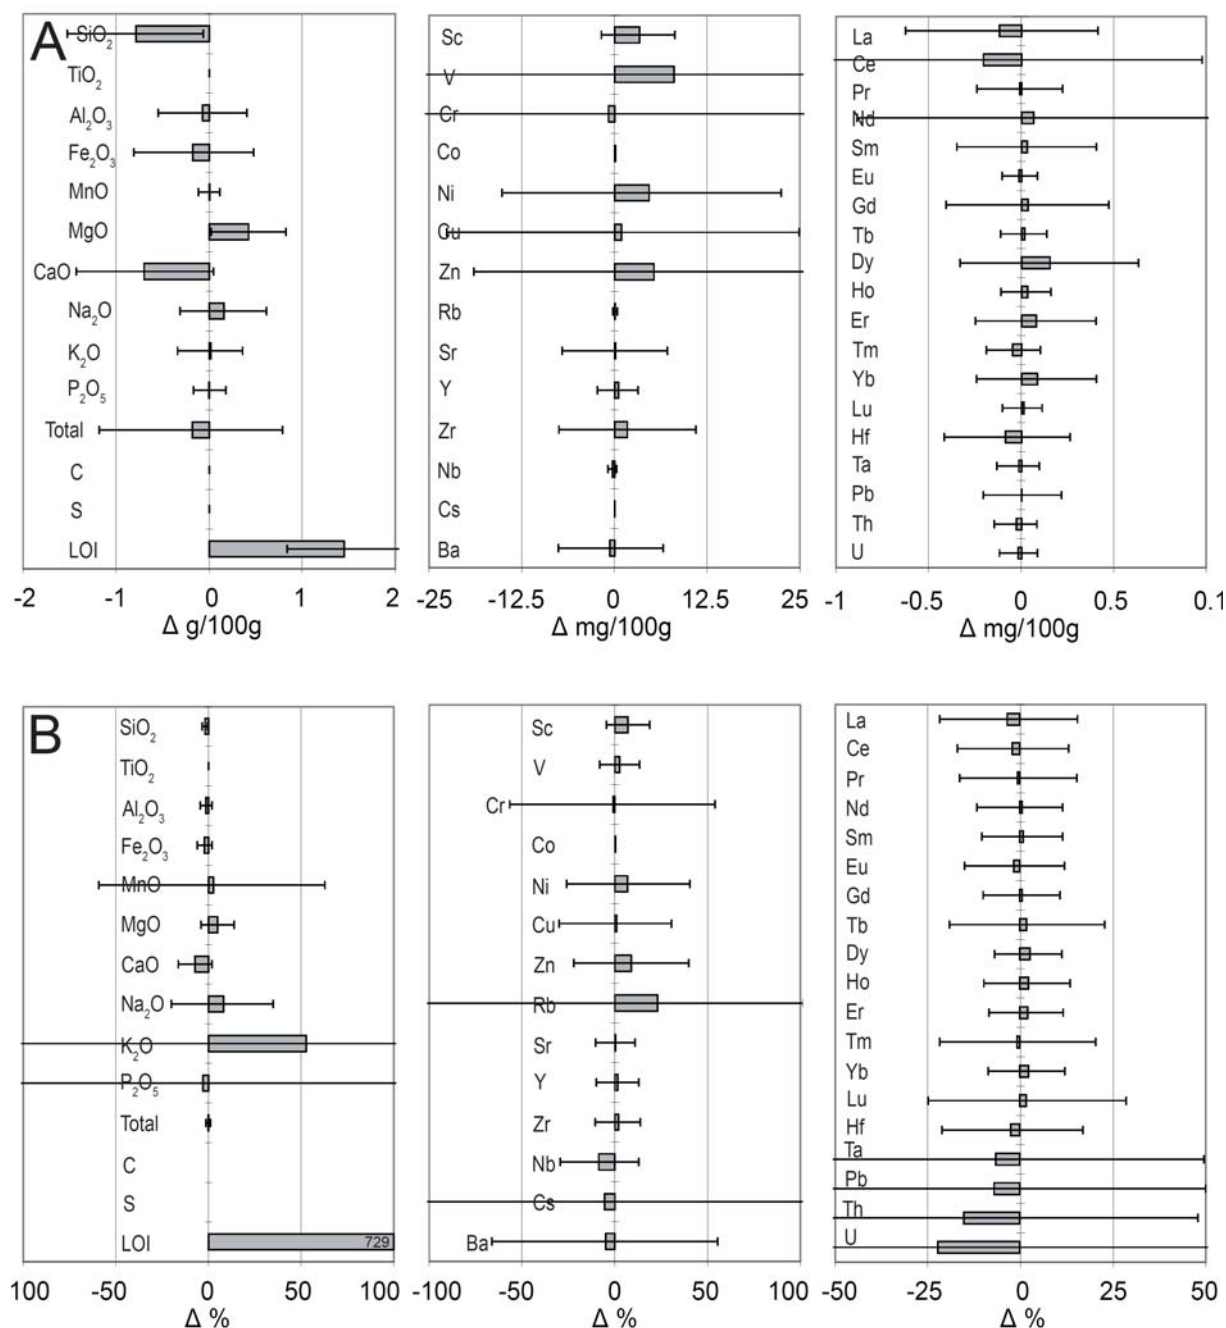 A
SiO₂
TiO₂
Al₂O₃
Fe₂O₃
MnO
MgO
CaO
Na₂O
K₂O
P₂O₅
Total
C
S
LOI
-2 -1 0 1 2
Δ g/100g
Sc
V
Cr
Co
Ni
Cu
Zn
Rb
Sr
Y
Zr
Nb
Cs
Ba
-25 -12.5 0 12.5 25
Δ mg/100g
La
Ce
Pr
Nd
Sm
Eu
Gd
Tb
Dy
Ho
Er
Tm
Yb
Lu
Hf
Ta
Pb
Th
U
-1 -0.5 0 0.5 0.1
Δ mg/100g
B
SiO₂
TiO₂
Al₂O₃
Fe₂O₃
MnO
MgO
CaO
Na₂O
K₂O
P₂O₅
Total
C
S
LOI
729
100 -50 0 50 100
Δ %
Sc
V
Cr
Co
Ni
Cu
Zn
Rb
Sr
Y
Zr
Nb
Cs
Ba
-100 -50 0 50 100
Δ %
La
Ce
Pr
Nd
Sm
Eu
Gd
Tb
Dy
Ho
Er
Tm
Yb
Lu
Hf
Ta
Pb
Th
U
-50 -25 0 25 50
Δ %